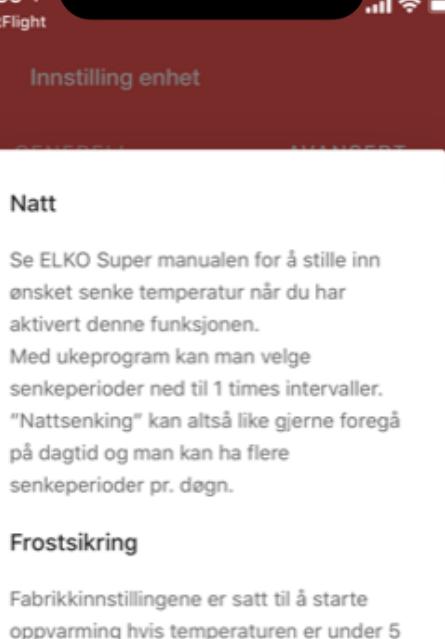 Flight
Innstilling enhet
GENERELL AVANSERT
Natt
Se ELKO Super manualen for å stille inn
ønsket senke temperatur når du har
aktivert denne funksjonen.
Med ukeprogram kan man velge
senkeperioder ned til 1 times intervaller.
"Nattsenking" kan altså like gjerne foregå
på dagtid og man kan ha flere
senkeperioder pr. døgn.
Frostsikring
Fabrikkinnstillingene er satt til å starte
oppvarming hvis temperaturen er under 5